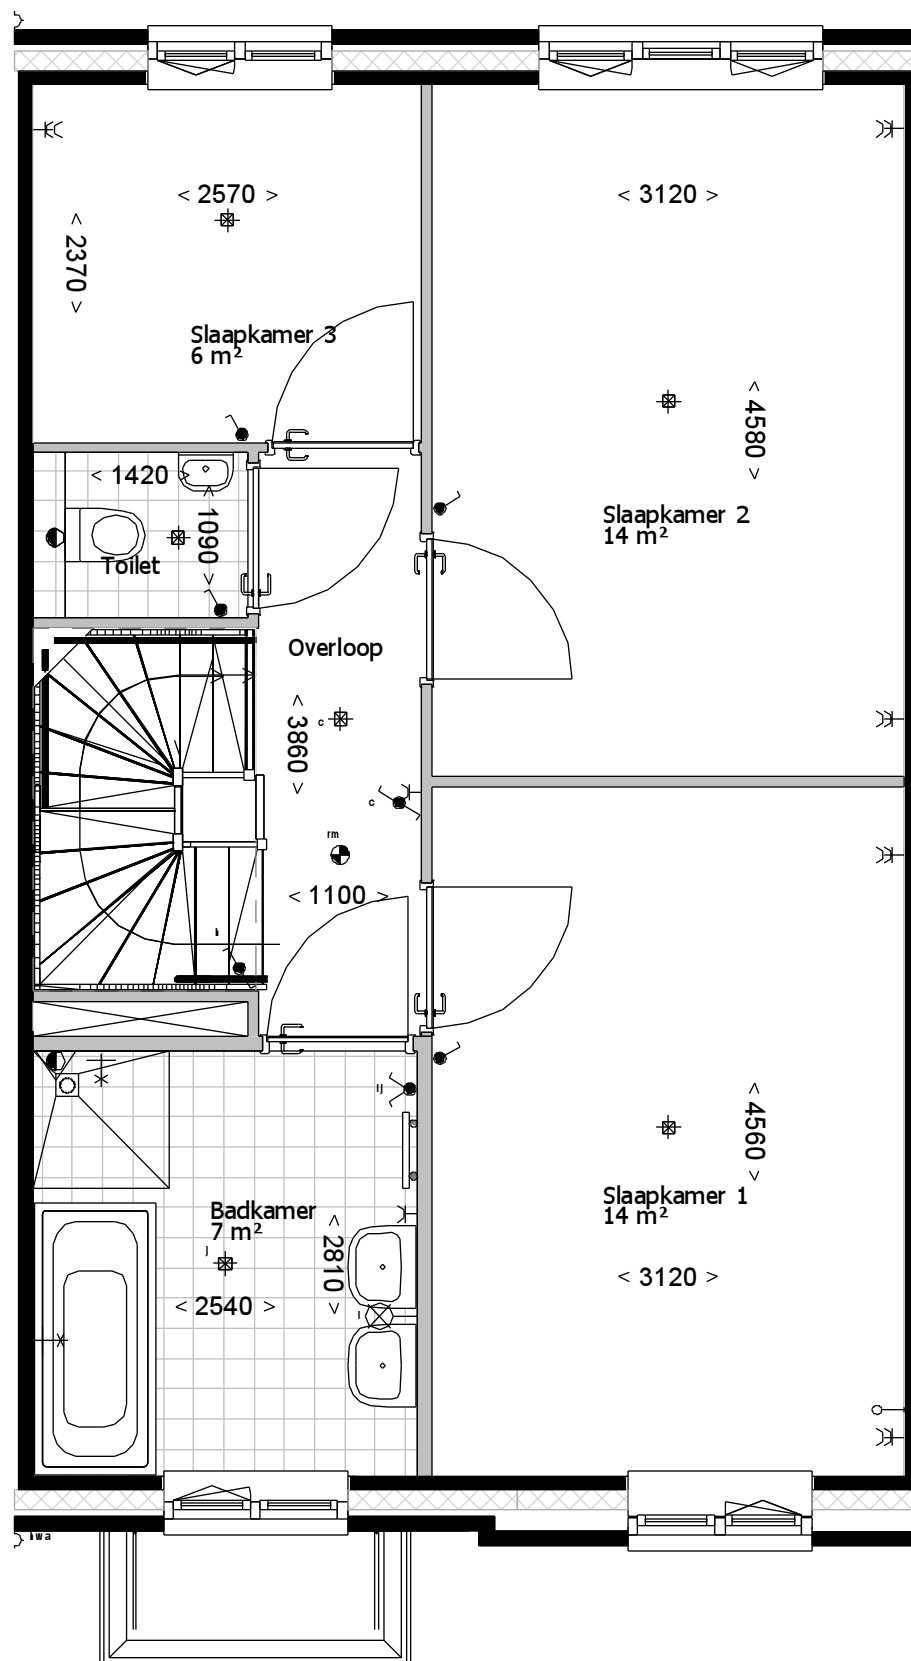 < 2570 >
< 3120 >
< 2370 >
Slaapkamer 3
6 m²
< 4580 >
< 1420 >
< 1090 >
Toilet
Slaapkamer 2
14 m²
Overloop
< 3860 >
c
c
rm
< 1100 >
< 4560 >
Slaapkamer 1
14 m²
Badkamer
7 m²
< 2810 >
j
< 2540 >
< 3120 >